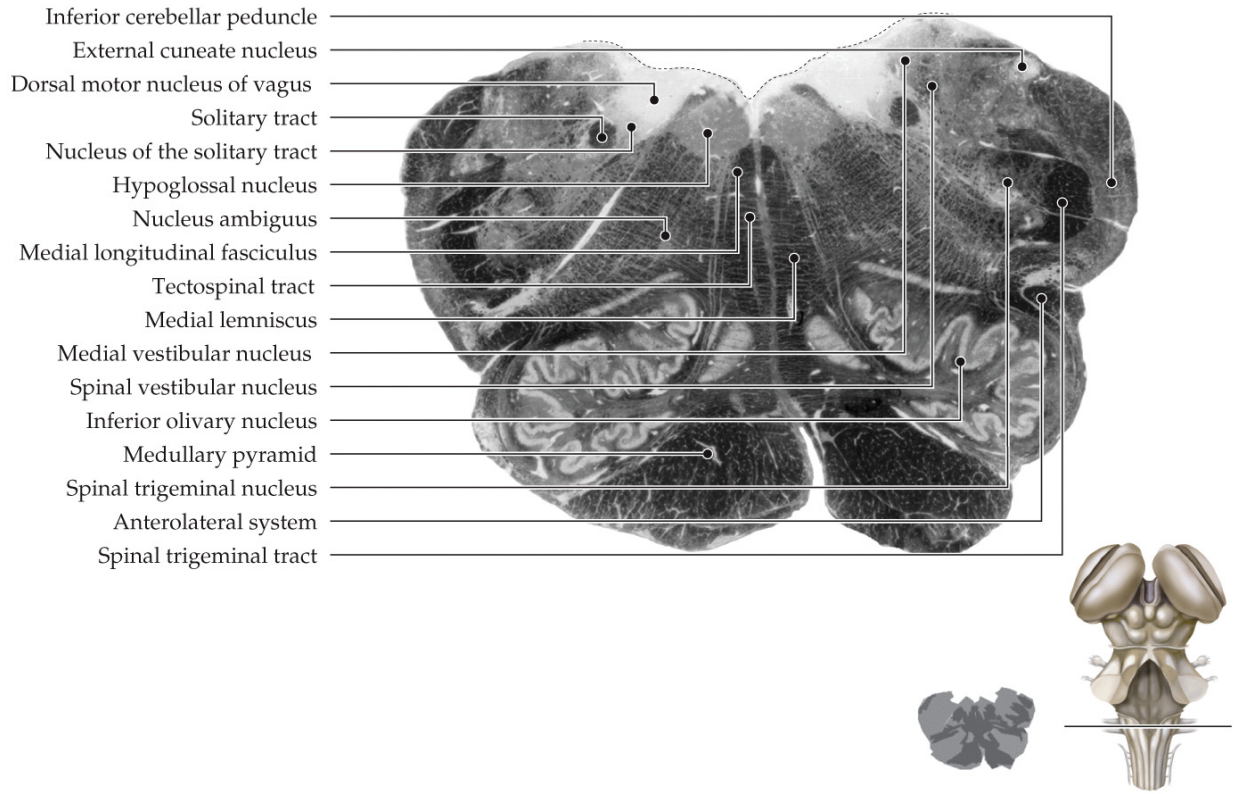 Inferior cerebellar peduncle
External cuneate nucleus
Dorsal motor nucleus of vagus
Solitary tract
Nucleus of the solitary tract
Hypoglossal nucleus
Nucleus ambiguus
Medial longitudinal fasciculus
Tectospinal tract
Medial lemniscus
Medial vestibular nucleus
Spinal vestibular nucleus
Inferior olivary nucleus
Medullary pyramid
Spinal trigeminal nucleus
Anterolateral system
Spinal trigeminal tract